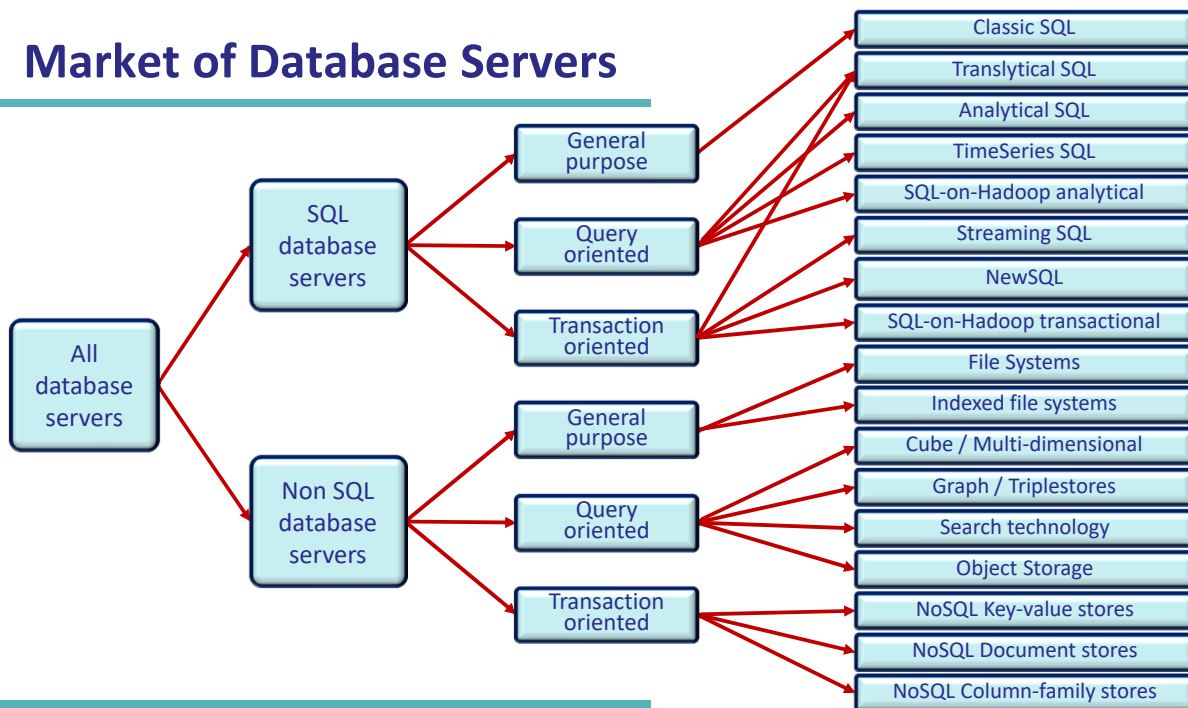 Market of Database Servers
All
database
servers
SQL
database
servers
Non SQL
database
servers
General
purpose
Query
oriented
Transaction
oriented
General
purpose
Query
oriented
Transaction
oriented
Classic SQL
Translytical SQL
Analytical SQL
TimeSeries SQL
SQL-on-Hadoop analytical
Streaming SQL
NewSQL
SQL-on-Hadoop transactional
File Systems
Indexed file systems
Cube / Multi-dimensional
Graph / Triplestores
Search technology
Object Storage
NoSQL Key-value stores
NoSQL Document stores
NoSQL Column-family stores